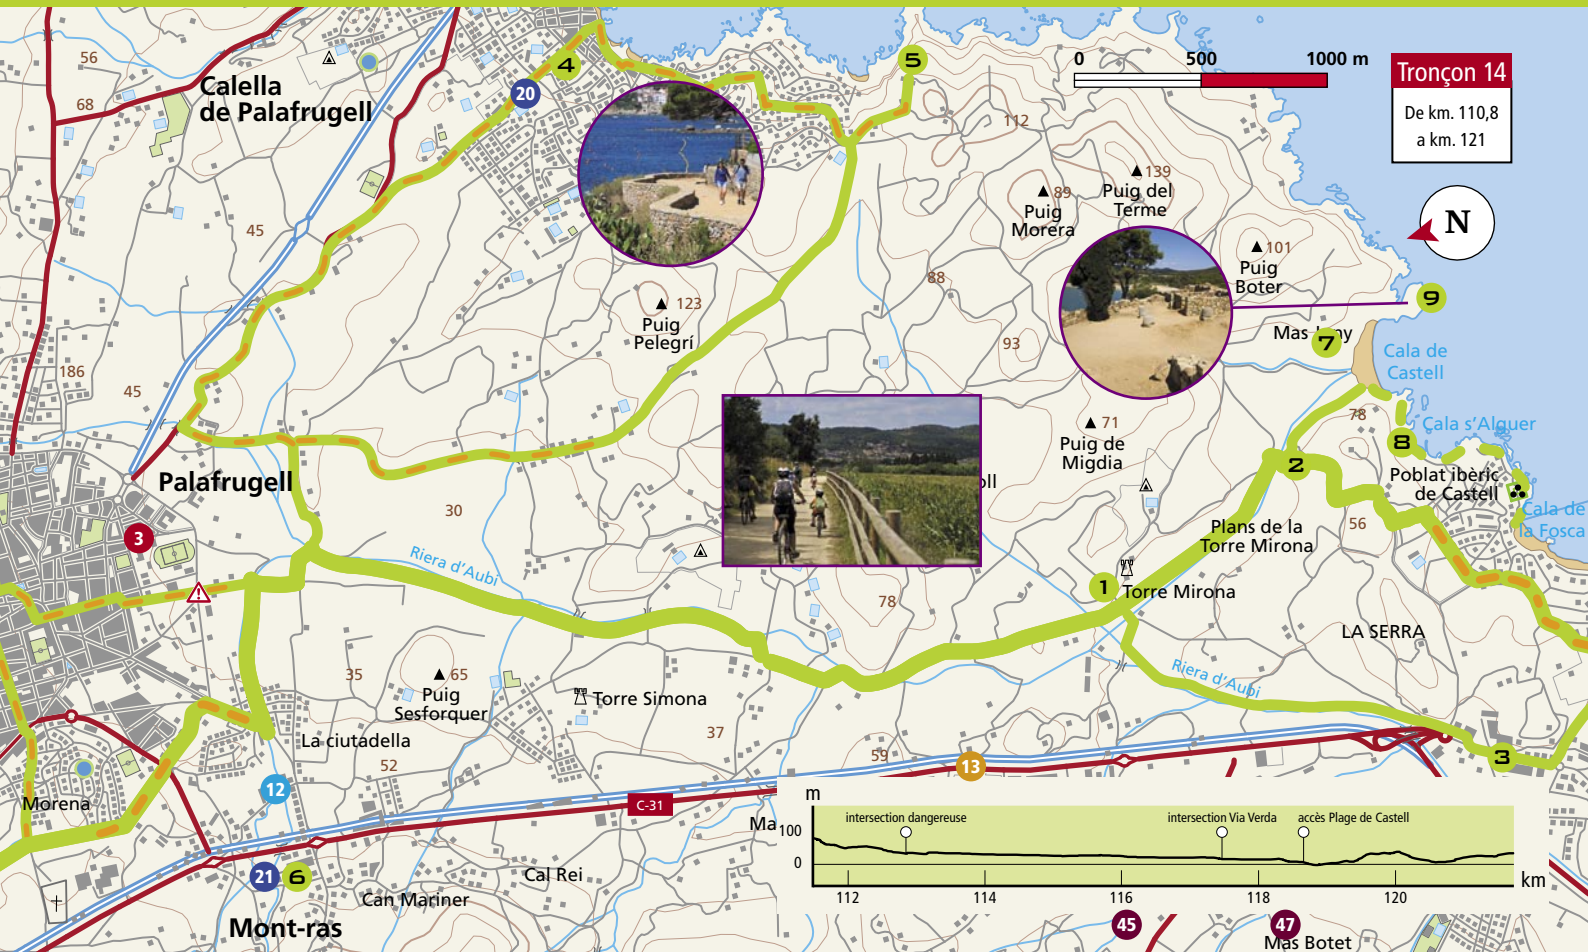 56
68
Calella
de Palafrugell
20
4
5
0 500 1000 m
Tronçon 14
De km. 110,8
a km. 121
N
112
139
Puig del
Terme
89
Puig
Morera
45
88
101
Puig
Boter
123
Puig
Pelegrí
9
93
7
Cala de
Castell
186
45
71
Puig de
Migdia
78
8
Cala s'Alguer
2
Poblat ibèric
de Castell
Palafrugell
30
56
Plans de la
Torre Mirona
Cala de
la Fosca
3
Riera d'Aubi
1
Torre Mirona
78
LA SERRA
35
65
Puig
Sesforquer
Torre Simona
Riera d'Aubi
37
La ciutadella
52
59
13
3
12
Morena
C-31
m
100
0
intersection dangereuse
intersection Via Verda
accès Plage de Castell
km
112 114 116 118 120
21
6
Cal Rei
Can Mariner
Mont-ras
45
47
Mas Botet